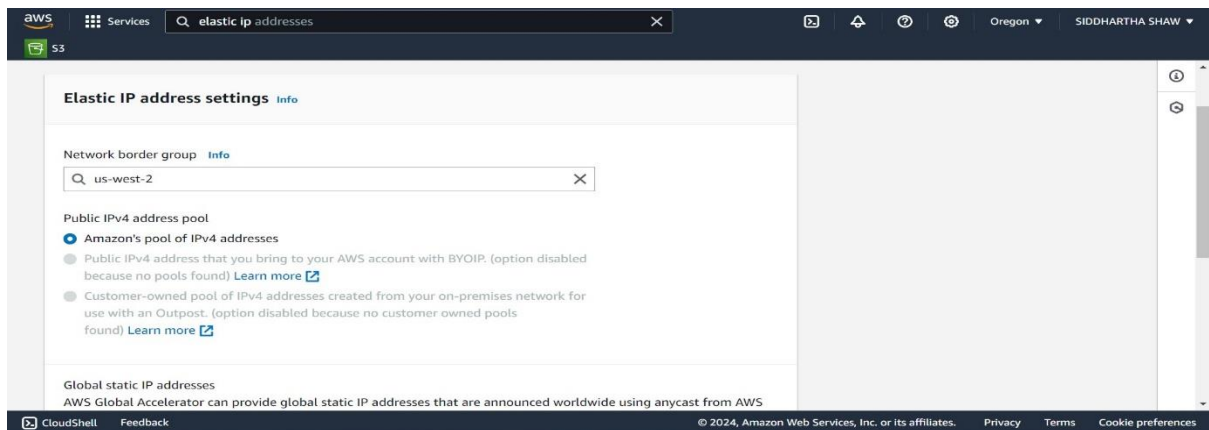 aws
Services
elastic ip addresses
Oregon ▼
SIDDHARTHA SHAW ▼
S3
Elastic IP address settings Info
Network border group Info
us-west-2
Public IPv4 address pool
Amazon's pool of IPv4 addresses
Public IPv4 address that you bring to your AWS account with BYOIP. (option disabled
because no pools found) Learn more
Customer-owned pool of IPv4 addresses created from your on-premises network for
use with an Outpost. (option disabled because no customer owned pools
found) Learn more
Global static IP addresses
AWS Global Accelerator can provide global static IP addresses that are announced worldwide using anycast from AWS
CloudShell Feedback © 2024, Amazon Web Services, Inc. or its affiliates. Privacy Terms Cookie preferences